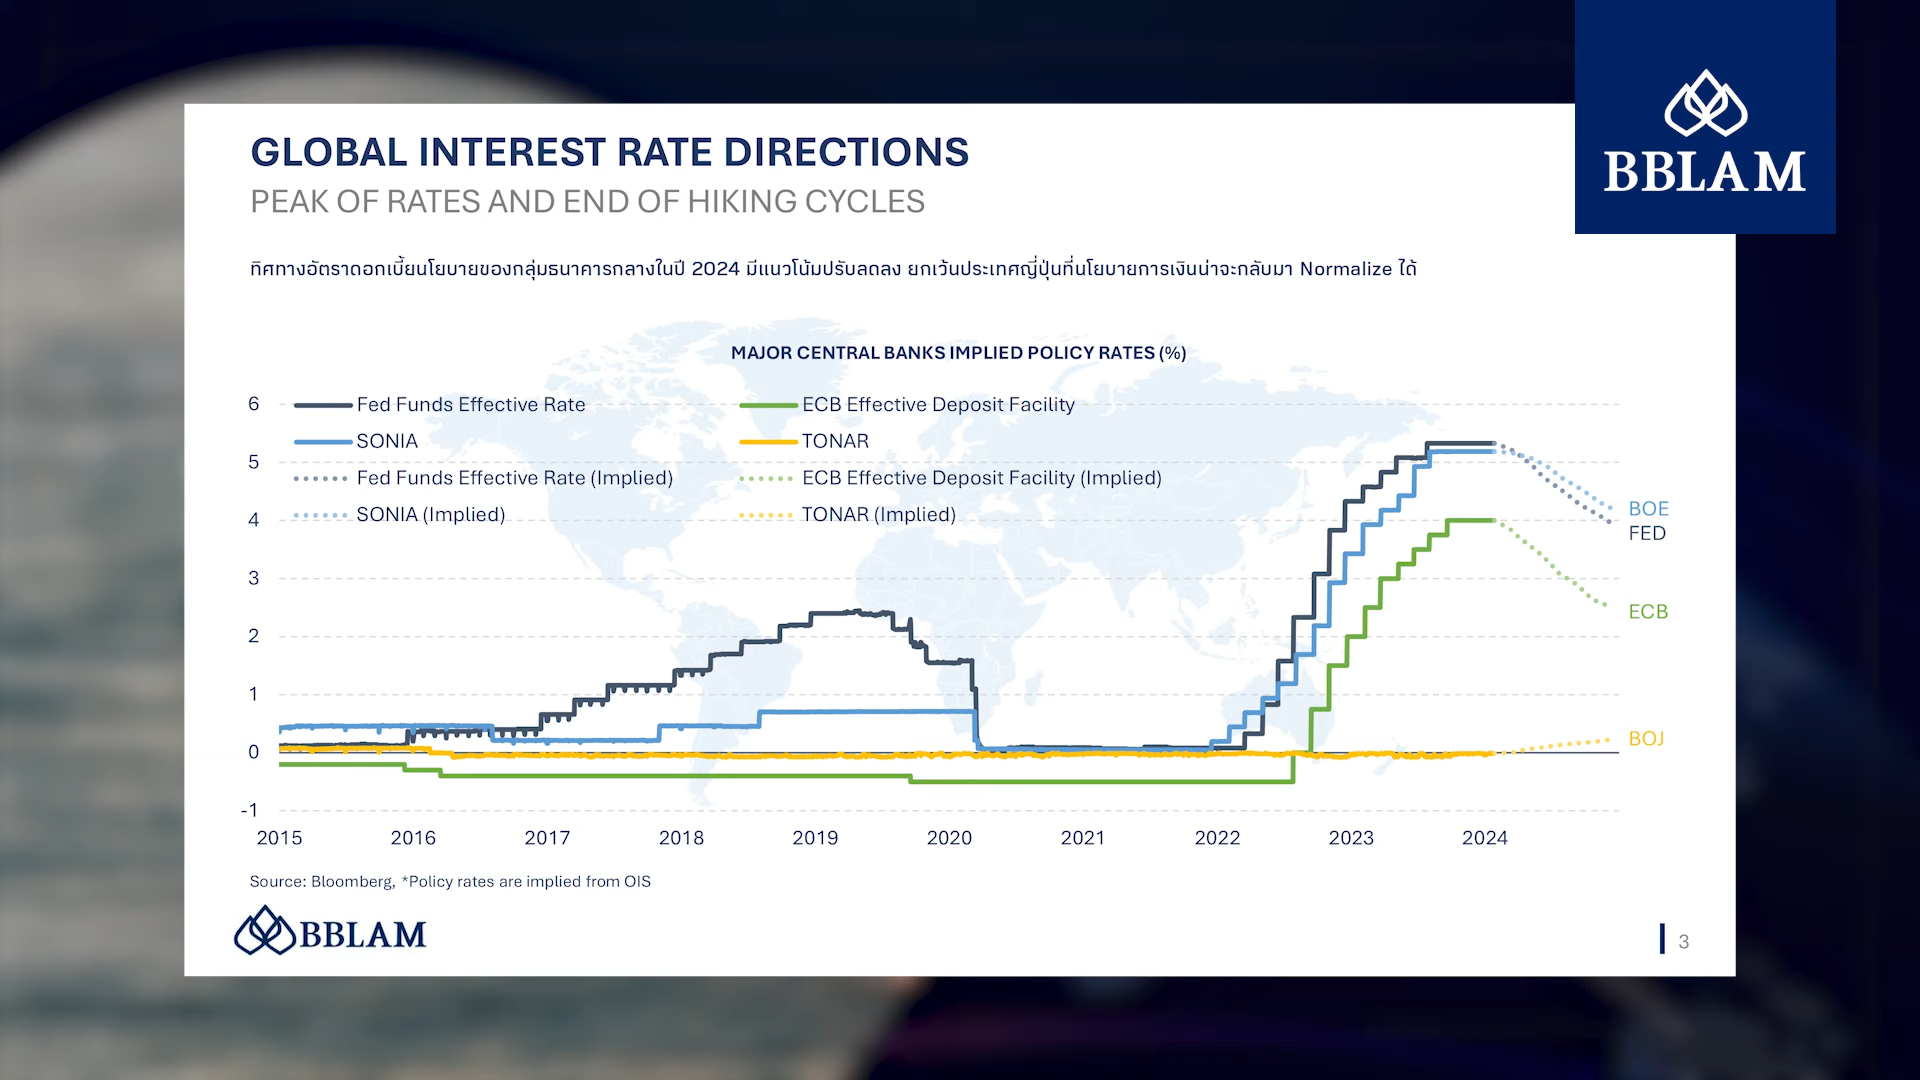 BBLAM
GLOBAL INTEREST RATE DIRECTIONS
PEAK OF RATES AND END OF HIKING CYCLES
ทิศทางอัตราดอกเบี้ยนโยบายของกลุ่มธนาคารกลางในปี 2024 มีแนวโน้มปรับลดลง ยกเว้นประเทศญี่ปุ่นที่นโยบายการเงินน่าจะกลับมา Normalize ได้
MAJOR CENTRAL BANKS IMPLIED POLICY RATES (%)
Fed Funds Effective Rate
ECB Effective Deposit Facility
SONIA
TONAR
Fed Funds Effective Rate (Implied)
ECB Effective Deposit Facility (Implied)
SONIA (Implied)
TONAR (Implied)
6
5
4
3
2
1
0
-1
BOE
FED
ECB
BOJ
2015 2016 2017 2018 2019 2020 2021 2022 2023 2024
Source: Bloomberg, *Policy rates are implied from OIS
BBLAM
3